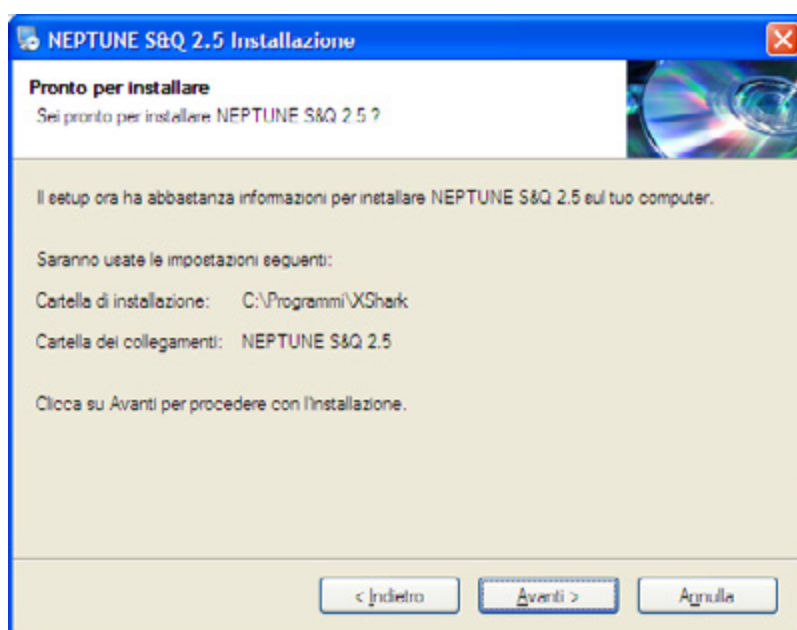 NEPTUNE S&Q 2.5 Installazione
Pronto per installare
Sei pronto per installare NEPTUNE S&Q 2.5 ?
Il setup ora ha abbastanza informazioni per installare NEPTUNE S&Q 2.5 sul tuo computer.
Saranno usate le impostazioni seguenti:
Cartella di installazione: C:\Programmi\XShark
Cartella dei collegamenti: NEPTUNE S&Q 2.5
Clicca su Avanti per procedere con l'installazione.
< Indietro Avanti > Annulla